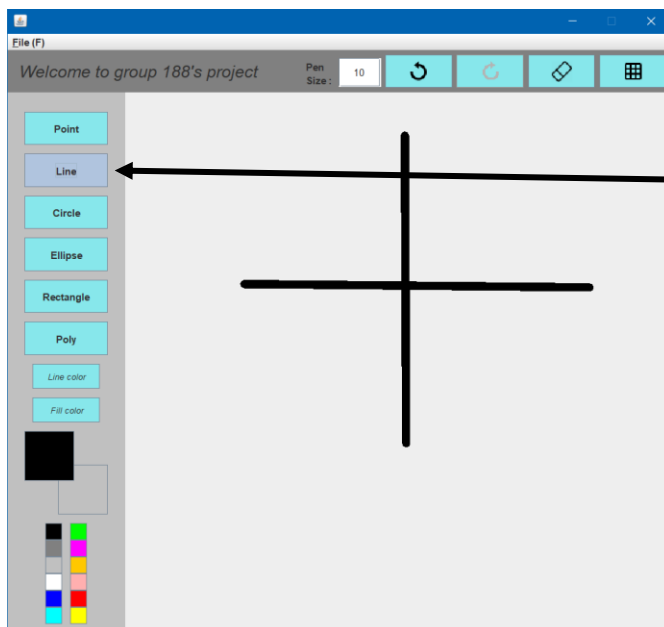 File (F)
Welcome to group 188's project
Pen
Size :
10
Point
Line
Circle
Ellipse
Rectangle
Poly
Line color
Fill color